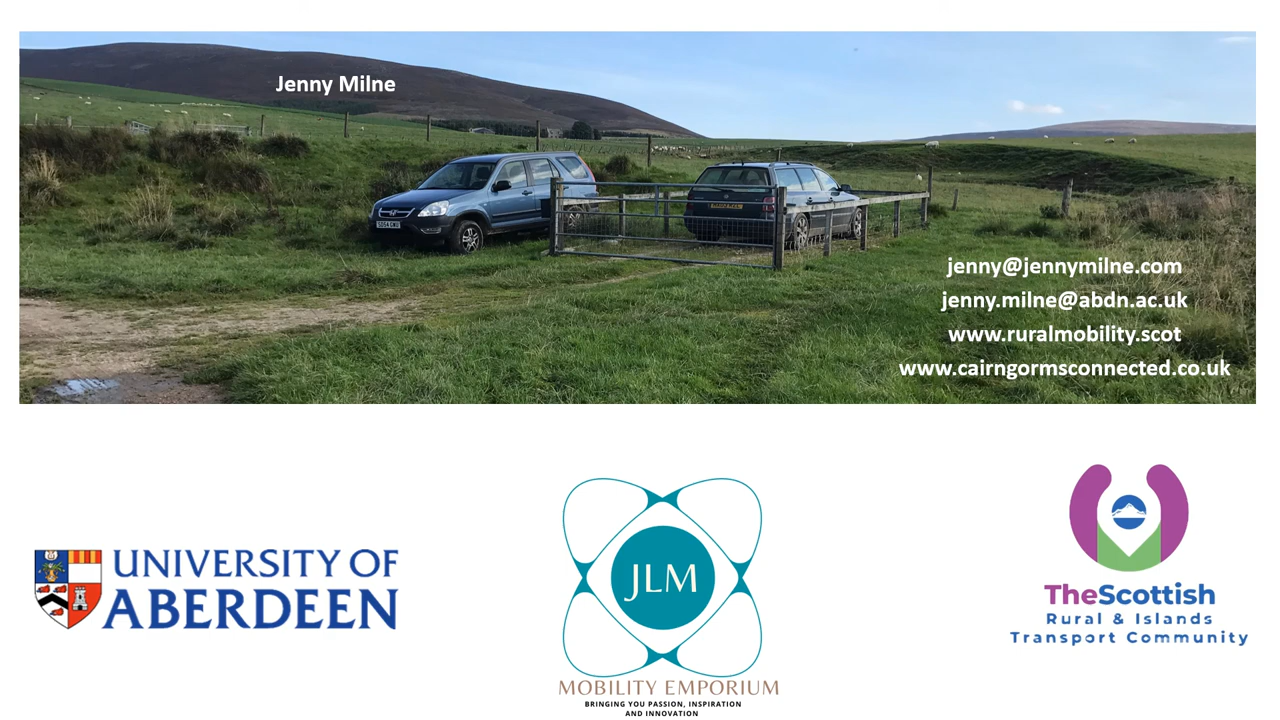 Jenny Milne
jenny@jennymilne.com
jenny.milne@abdn.ac.uk
www.ruralmobility.scot
www.cairngormsconnected.co.uk
UNIVERSITY OF
ABERDEEN
JLM
MOBILITY EMPORIUM
BRINGING YOU PASSION, INSPIRATION
AND INNOVATION
TheScottish
Rural & Islands
Transport Community